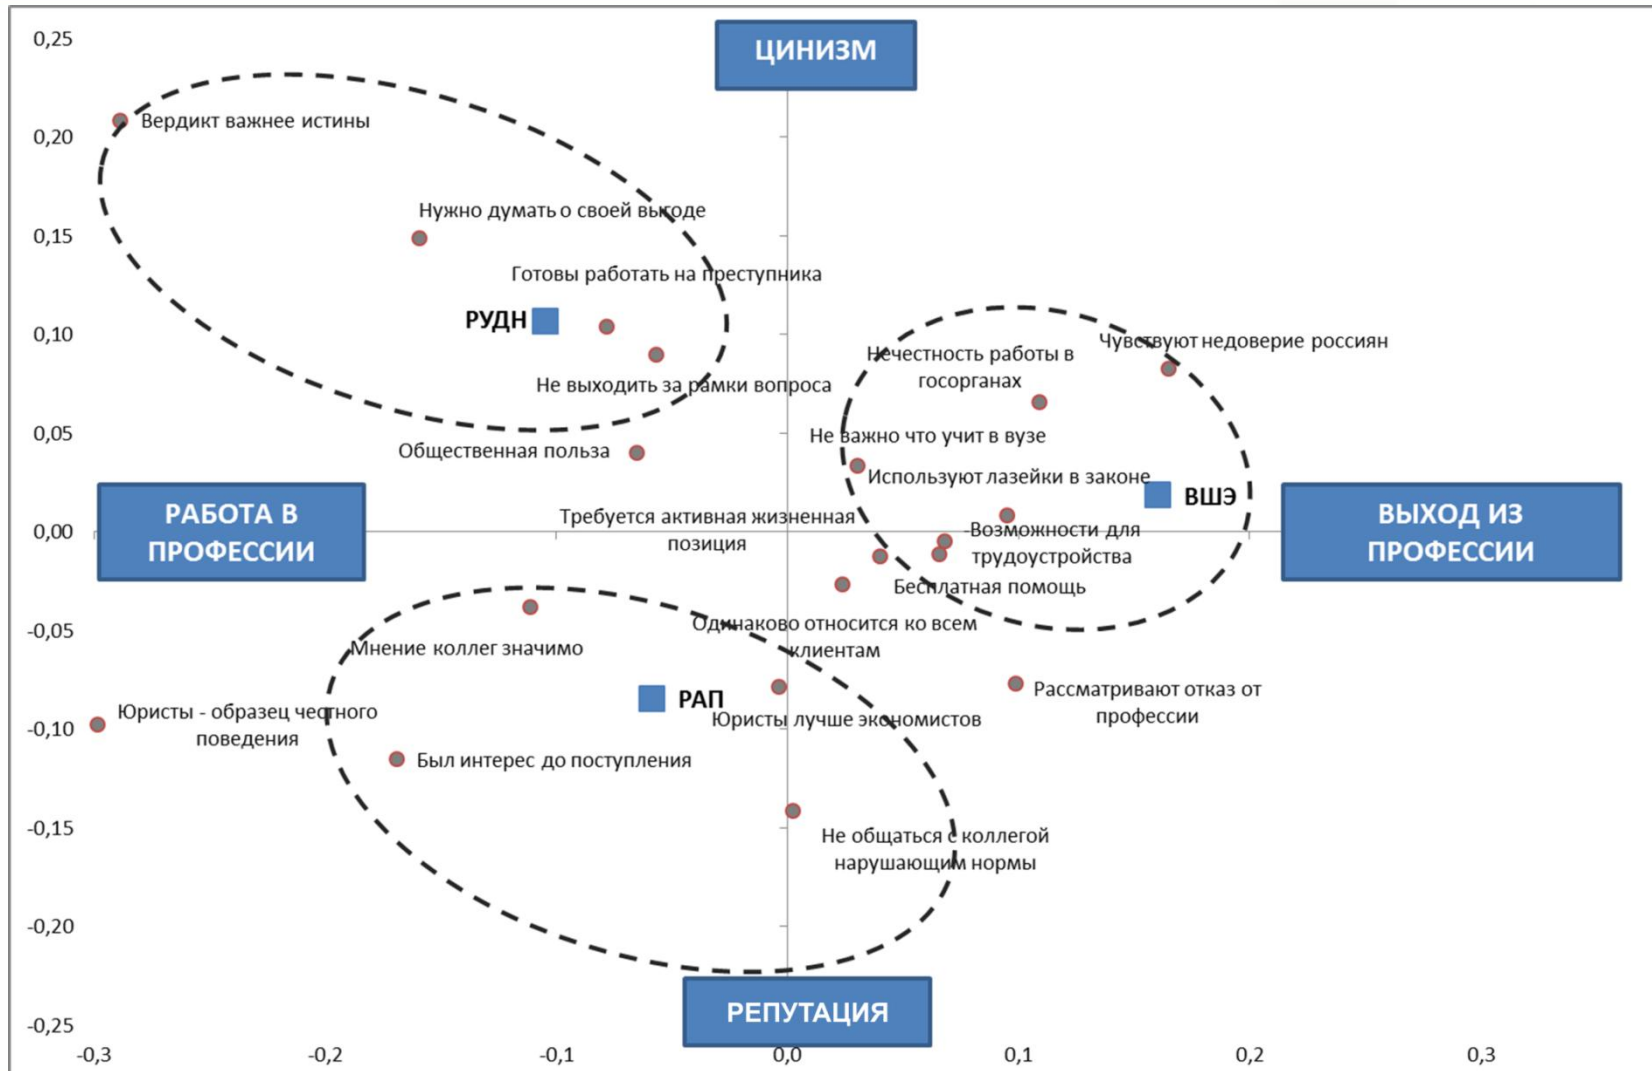 0,25
ЦИНИЗМ
0,20
Вердикт важнее истины
Нужно думать о своей выгоде
0,15
Готовы работать на преступника
РУДН
0,10
Чувствуют недоверие россиян
Нечестность работы в
госорганах
Не выходить за рамки вопроса
0,05
Не важно что учит в вузе
Общественная польза
Используют лазейки в законе
ВШЭ
РАБОТА В
ПРОФЕССИИ
ВЫХОД ИЗ
ПРОФЕССИИ
0,00
Требуется активная жизненная
позиция
-Возможности для
трудоустройства
Бесплатная помощь
-0,05
Одинаково относится ко всем
клиентам
Мнение коллег значимо
РАП
Рассматривают отказ от
профессии
Юристы - образец честного
поведения
Юристы лучше экономистов
-0,10
Был интерес до поступления
-0,15
Не общаться с коллегой
нарушающим нормы
-0,20
РЕПУТАЦИЯ
-0,25
-0,3
-0,2
-0,1
0,0
0,1
0,2
0,3